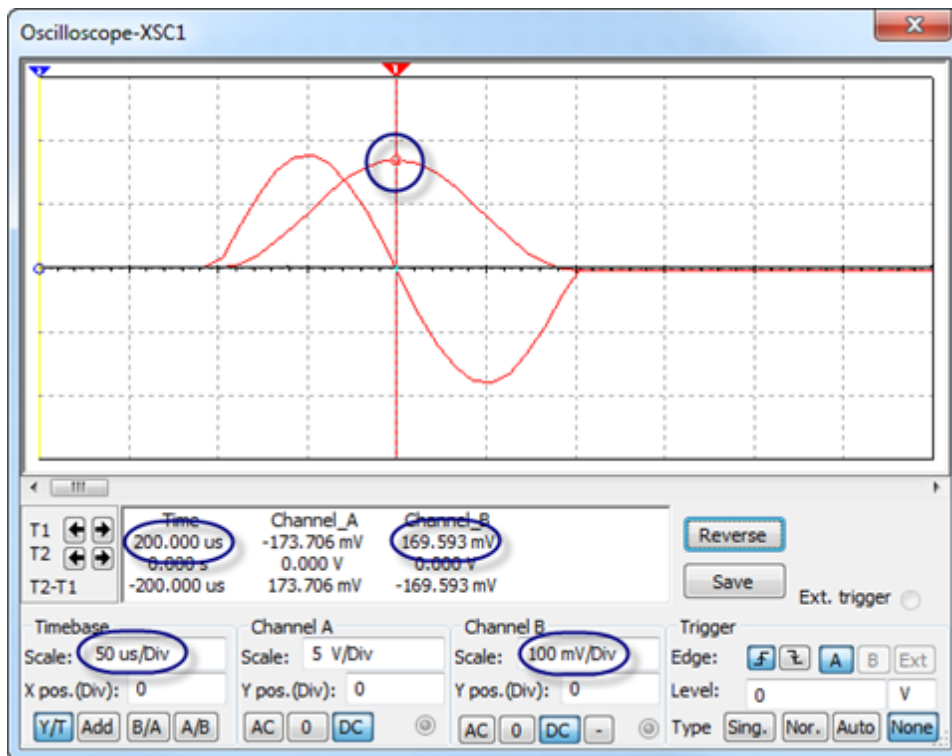 Oscilloscope-XSC1
X
2 1
Time Channel_A Channel_B
T1 200.000 us -173.706 mV 169.593 mV
T2 0.000 s 0.000 V 0.000 V
T2-T1 -200.000 us 173.706 mV -169.593 mV
Reverse
Save
Ext. trigger
Timebase
Scale: 50 us/Div
X pos.(Div): 0
Y/T Add B/A A/B
Channel A
Scale: 5 V/Div
Y pos.(Div): 0
AC 0 DC
Channel B
Scale: 100 mV/Div
Y pos.(Div): 0
AC 0 DC -
Trigger
Edge: A B Ext
Level: 0 V
Type Sing. Nor. Auto None